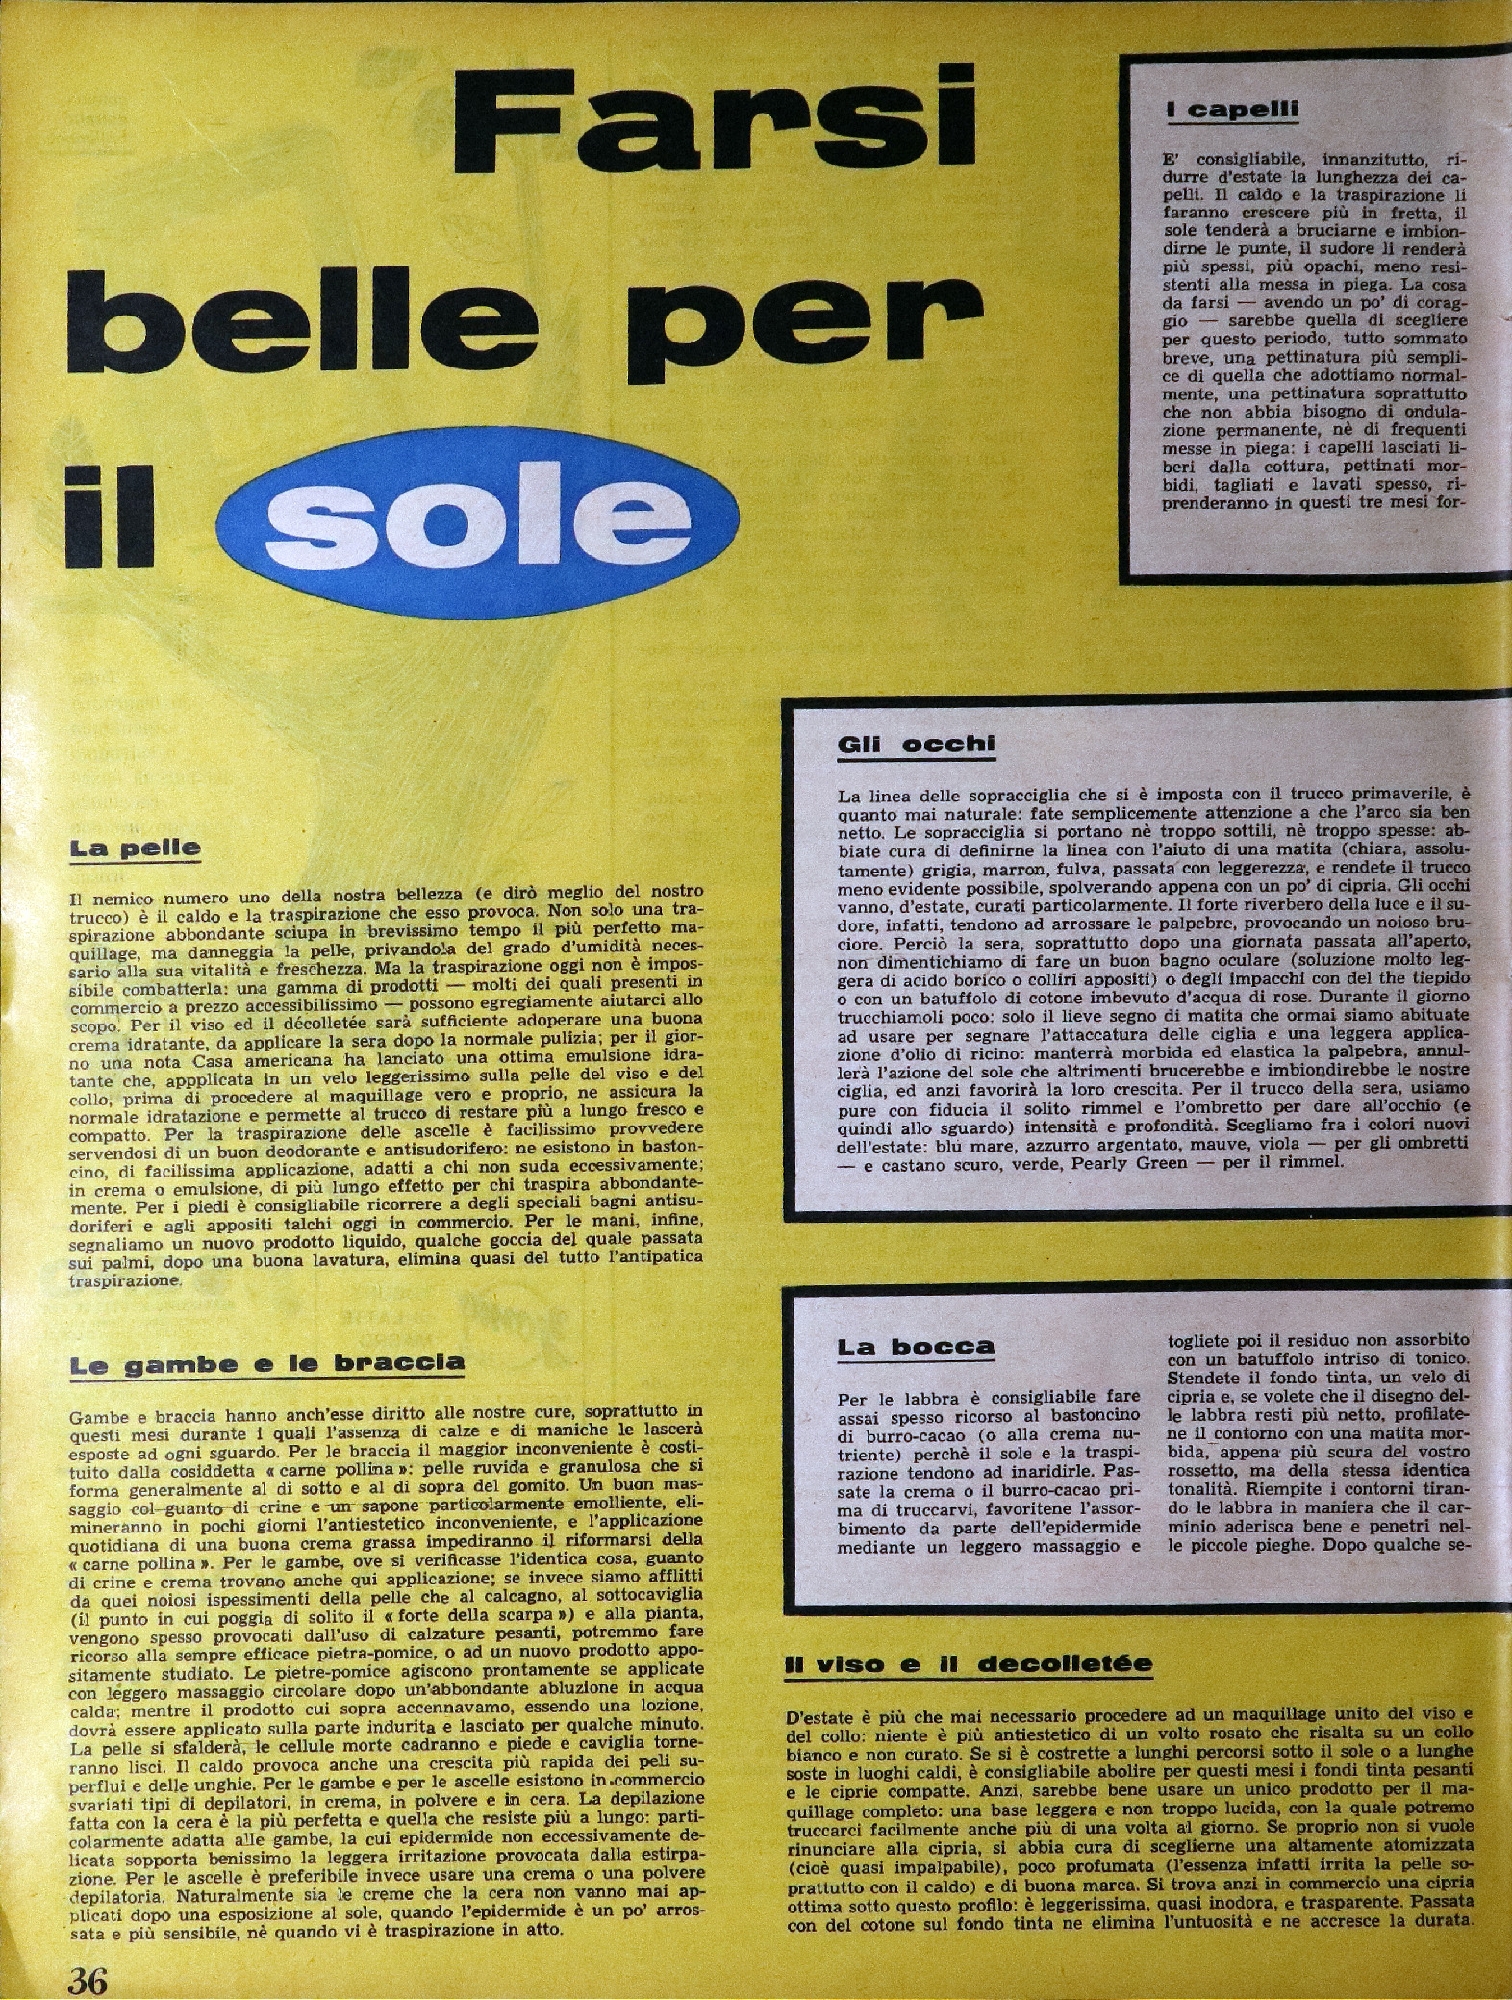 Farsi
belle per
il sole
La pelle
Il nemico numero uno della nostra bellezza (e dirò meglio del nostro
trucco) è il caldo e la traspirazione che esso provoca. Non solo una tra-
spirazione abbondante sciupa in brevissimo tempo il più perfetto ma-
quillage, ma danneggia la pelle, privandola del grado d'umidità neces-
sario alla sua vitalità e freschezza. Ma la traspirazione oggi non è impos-
sibile combatterla: una gamma di prodotti — molti dei quali presenti in
commercio a prezzo accessibilissimo — possono egregiamente aiutarci allo
scopo. Per il viso ed il décolletée sarà sufficiente adoperare una buona
crema idratante, da applicare la sera dopo la normale pulizia; per il gior-
no una nota Casa americana ha lanciato una ottima emulsione idra-
tante che, appplicata in un velo leggerissimo sulla pelle del viso e del
collo, prima di procedere al maquillage vero e proprio, ne assicura la
normale idratazione e permette al trucco di restare più a lungo fresco e
compatto. Per la traspirazione delle ascelle è facilissimo provvedere
servendosi di un buon deodorante e antisudorifero: ne esistono in baston-
cino, di facilissima applicazione, adatti a chi non suda eccessivamente;
in crema o emulsione, di più lungo effetto per chi traspira abbondante-
mente. Per i piedi è consigliabile ricorrere a degli speciali bagni antisu-
doriferi e agli appositi talchi oggi in commercio. Per le mani, infine,
segnaliamo un nuovo prodotto liquido, qualche goccia del quale passata
sui palmi, dopo una buona lavatura, elimina quasi del tutto l'antipatica
traspirazione.
Le gambe e le braccia
Gambe e braccia hanno anch'esse diritto alle nostre cure, soprattutto in
questi mesi durante i quali l'assenza di calze e di maniche le lascerà
esposte ad ogni sguardo. Per le braccia il maggior inconveniente è costi-
tuito dalla cosiddetta « carne pollina »: pelle ruvida e granulosa che si
forma generalmente al di sotto e al di sopra del gomito. Un buon mas-
saggio col guanto di crine e un sapone particolarmente emolliente, eli-
mineranno in pochi giorni l'antiestetico inconveniente, e l'applicazione
quotidiana di una buona crema grassa impediranno il riformarsi della
« carne pollina ». Per le gambe, ove si verificasse l'identica cosa, guanto
di crine e crema trovano anche qui applicazione; se invece siamo afflitti
da quei noiosi ispessimenti della pelle che al calcagno, al sottocaviglia
(il punto in cui poggia di solito il « forte della scarpa ») e alla pianta,
vengono spesso provocati dall'uso di calzature pesanti, potremmo fare
ricorso alla sempre efficace pietra-pomice, o ad un nuovo prodotto appo-
sitamente studiato. Le pietre-pomice agiscono prontamente se applicate
con leggero massaggio circolare dopo un'abbondante abluzione in acqua
calda; mentre il prodotto cui sopra accennavamo, essendo una lozione,
dovrà essere applicato sulla parte indurita e lasciato per qualche minuto.
La pelle si sfalderà, le cellule morte cadranno e piede e caviglia torne-
ranno lisci. Il caldo provoca anche una crescita più rapida dei peli su-
perflui e delle unghie. Per le gambe e per le ascelle esistono in commercio
svariati tipi di depilatori, in crema, in polvere e in cera. La depilazione
fatta con la cera è la più perfetta e quella che resiste più a lungo: parti-
colarmente adatta alle gambe, la cui epidermide non eccessivamente de-
licata sopporta benissimo la leggera irritazione provocata dalla estirpa-
zione. Per le ascelle è preferibile invece usare una crema o una polvere
depilatoria. Naturalmente sia le creme che la cera non vanno mai ap-
plicati dopo una esposizione al sole, quando l'epidermide è un po' arros-
sata e più sensibile, nè quando vi è traspirazione in atto.
36
I capelli
E' consigliabile, innanzitutto, ri-
durre d'estate la lunghezza dei ca-
pelli. Il caldo e la traspirazione li
faranno crescere più in fretta, il
sole tenderà a bruciarne e imbion-
dirne le punte, il sudore li renderà
più spessi, più opachi, meno resi-
stenti alla messa in piega. La cosa
da farsi — avendo un po' di corag-
gio — sarebbe quella di scegliere
per questo periodo, tutto sommato
breve, una pettinatura più sempli-
ce di quella che adottiamo normal-
mente, una pettinatura soprattutto
che non abbia bisogno di ondula-
zione permanente, nè di frequenti
messe in piega: i capelli lasciati li-
beri dalla cottura, pettinati mor-
bidi, tagliati e lavati spesso, ri-
prenderanno in questi tre mesi for-
Gli occhi
La linea delle sopracciglia che si è imposta con il trucco primaverile, è
quanto mai naturale: fate semplicemente attenzione a che l'arco sia ben
netto. Le sopracciglia si portano nè troppo sottili, nè troppo spesse: ab-
biate cura di definirne la linea con l'aiuto di una matita (chiara, assolu-
tamente) grigia, marron, fulva, passata con leggerezza, e rendete il trucco
meno evidente possibile, spolverando appena con un po' di cipria. Gli occhi
vanno, d'estate, curati particolarmente. Il forte riverbero della luce e il su-
dore, infatti, tendono ad arrossare le palpebre, provocando un noioso bru-
ciore. Perciò la sera, soprattutto dopo una giornata passata all'aperto,
non dimentichiamo di fare un buon bagno oculare (soluzione molto leg-
gera di acido borico o colliri appositi) o degli impacchi con del the tiepido
o con un batuffolo di cotone imbevuto d'acqua di rose. Durante il giorno
trucchiamoli poco: solo il lieve segno di matita che ormai siamo abituate
ad usare per segnare l'attaccatura delle ciglia e una leggera applica-
zione d'olio di ricino: manterrà morbida ed elastica la palpebra, annul-
lerà l'azione del sole che altrimenti brucerebbe e imbiondirebbe le nostre
ciglia, ed anzi favorirà la loro crescita. Per il trucco della sera, usiamo
pure con fiducia il solito rimmel e l'ombretto per dare all'occhio (e
quindi allo sguardo) intensità e profondità. Scegliamo fra i colori nuovi
dell'estate: blu mare, azzurro argentato, mauve, viola — per gli ombretti
— e castano scuro, verde, Pearly Green — per il rimmel.
La bocca
Per le labbra è consigliabile fare
assai spesso ricorso al bastoncino
di burro-cacao (o alla crema nu-
triente) perchè il sole e la traspi-
razione tendono ad inaridirle. Pas-
sate la crema o il burro-cacao pri-
ma di truccarvi, favoritene l'assor-
bimento da parte dell'epidermide
mediante un leggero massaggio e
togliete poi il residuo non assorbito
con un batuffolo intriso di tonico.
Stendete il fondo tinta, un velo di
cipria e, se volete che il disegno del-
le labbra resti più netto, profilate-
ne il contorno con una matita mor-
bida, appena più scura del vostro
rossetto, ma della stessa identica
tonalità. Riempite i contorni tiran-
do le labbra in maniera che il car-
minio aderisca bene e penetri nel-
le piccole pieghe. Dopo qualche se-
Il viso e il decolletée
D'estate è più che mai necessario procedere ad un maquillage unito del viso e
del collo: niente è più antiestetico di un volto rosato che risalta su un collo
bianco e non curato. Se si è costrette a lunghi percorsi sotto il sole o a lunghe
soste in luoghi caldi, è consigliabile abolire per questi mesi i fondi tinta pesanti
e le ciprie compatte. Anzi, sarebbe bene usare un unico prodotto per il ma-
quillage completo: una base leggera e non troppo lucida, con la quale potremo
truccarci facilmente anche più di una volta al giorno. Se proprio non si vuole
rinunciare alla cipria, si abbia cura di sceglierne una altamente atomizzata
(cioè quasi impalpabile), poco profumata (l'essenza infatti irrita la pelle so-
prattutto con il caldo) e di buona marca. Si trova anzi in commercio una cipria
ottima sotto questo profilo: è leggerissima, quasi inodora, e trasparente. Passata
con del cotone sul fondo tinta ne elimina l'untuosità e ne accresce la durata.